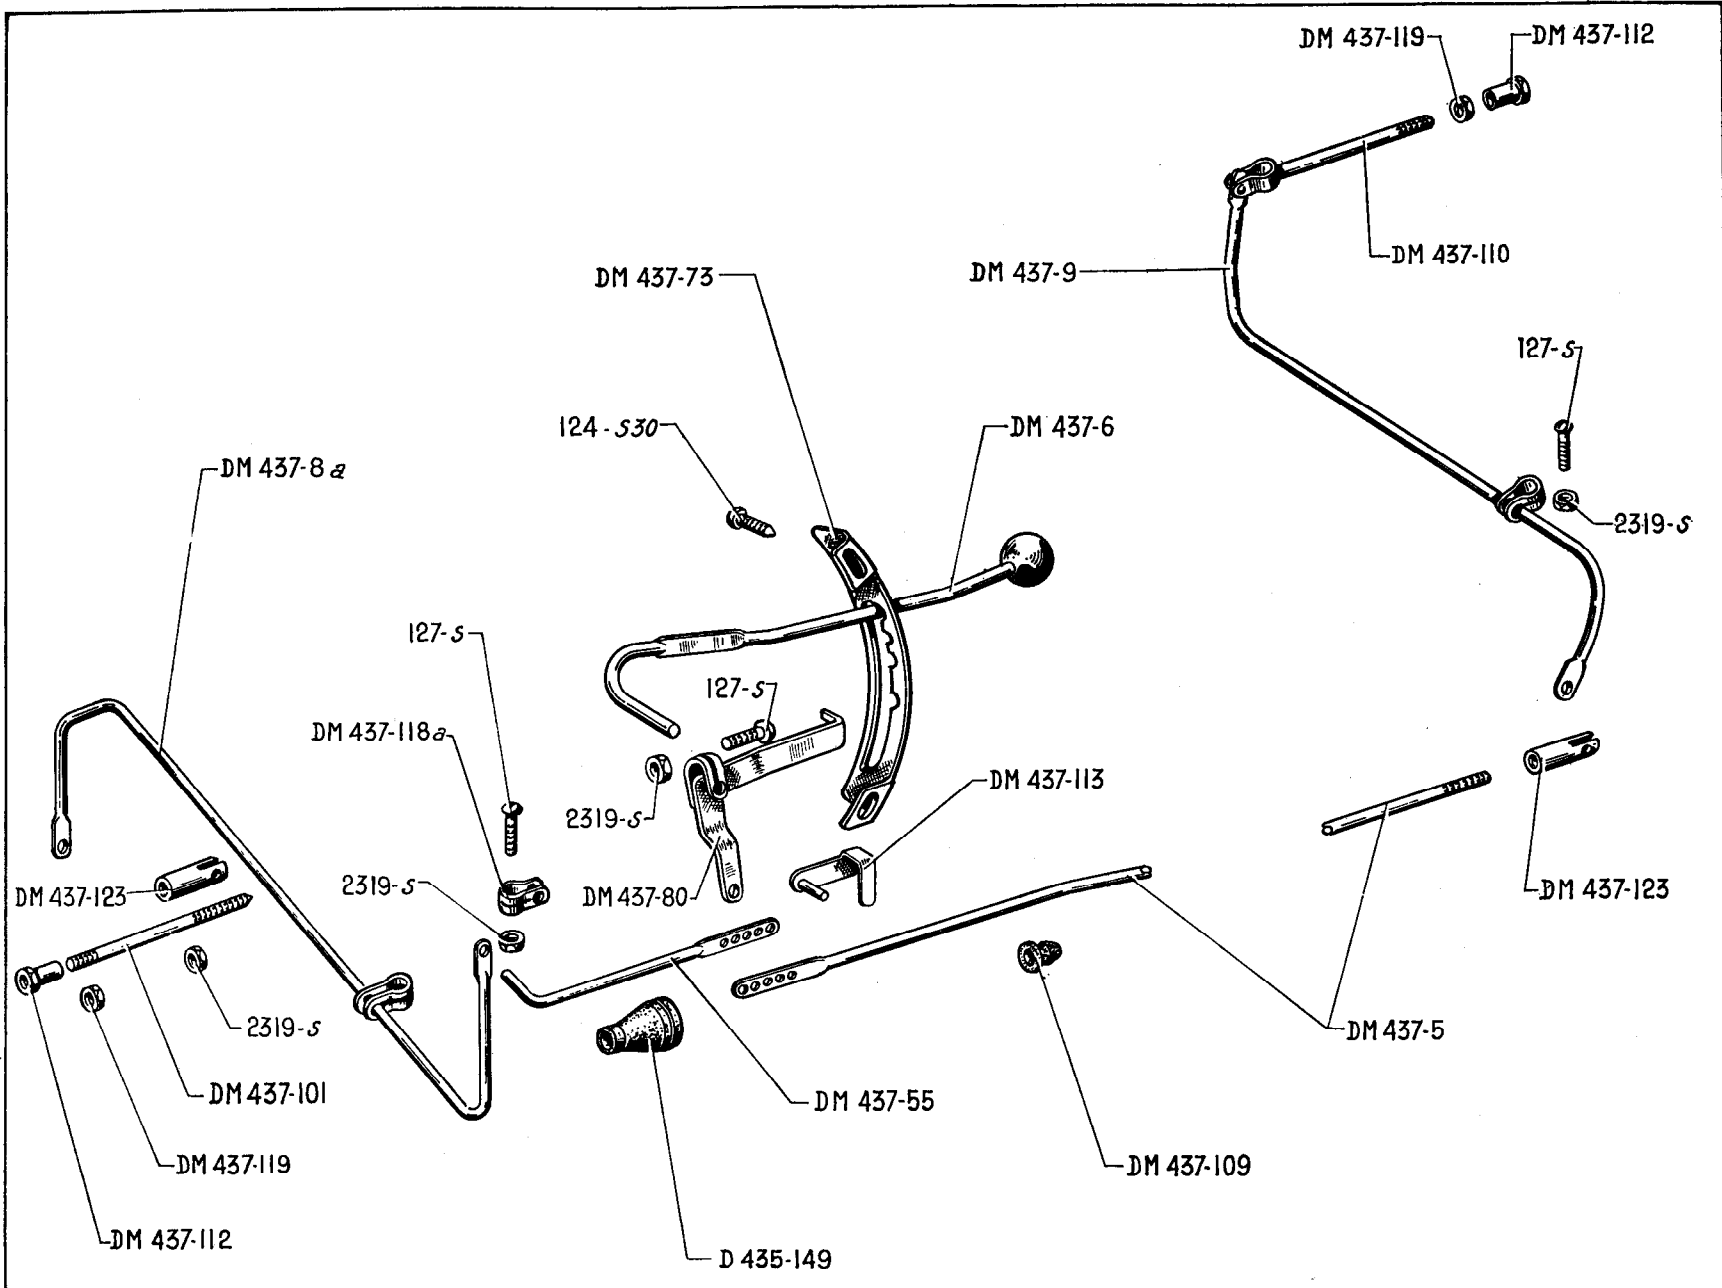 DM 437-119
DM 437-112
DM 437-110
DM 437-9
DM 437-73
127-S
124-S30
DM 437-6
DM 437-8a
2319-S
127-S
127-S
DM 437-118a
DM 437-113
2319-S
DM 437-123
2319-S
DM 437-80
DM 437-123
2319-S
DM 437-5
DM 437-101
DM 437-55
DM 437-119
DM 437-109
DM 437-112
D 435-149